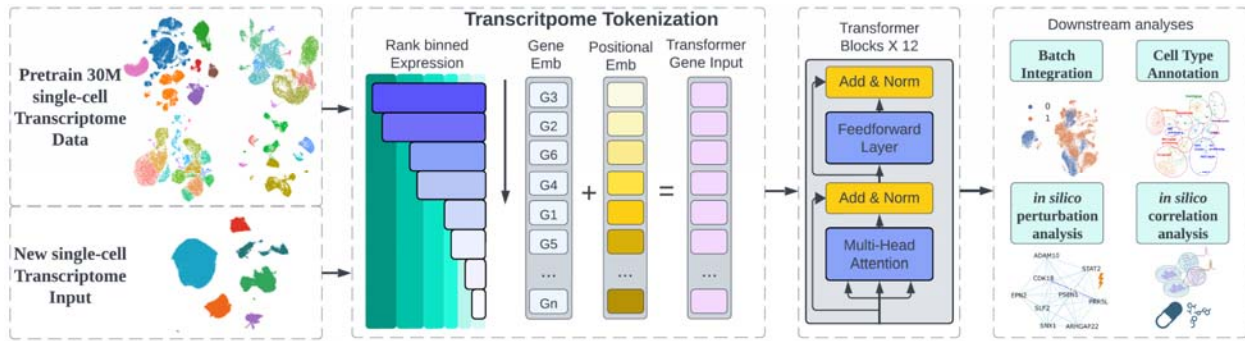 Pretrain 30M
single-cell
Transcriptome
Data
New single-cell
Transcriptome
Input
Transcritpome Tokenization
Rank binned
Expression
Gene
Emb
Positional
Emb
Transformer
Gene Input
G3
G2
G6
G4
G1
G5
...
Gn
+
=
Transformer
Blocks X 12
Add & Norm
Feedforward
Layer
Add & Norm
Multi-Head
Attention
Downstream analyses
Batch
Integration
Cell Type
Annotation
0
1
in silico
perturbation
analysis
in silico
correlation
analysis
ADAM10
STAT2
CDK18
EPN2
PSEN1
SLF2
SNX1
ARHGAP22